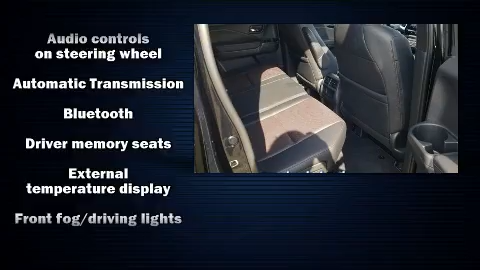 Audio controls
on steering wheel
Automatic Transmission
Bluetooth
Driver memory seats
External
temperature display
Front fog/driving lights